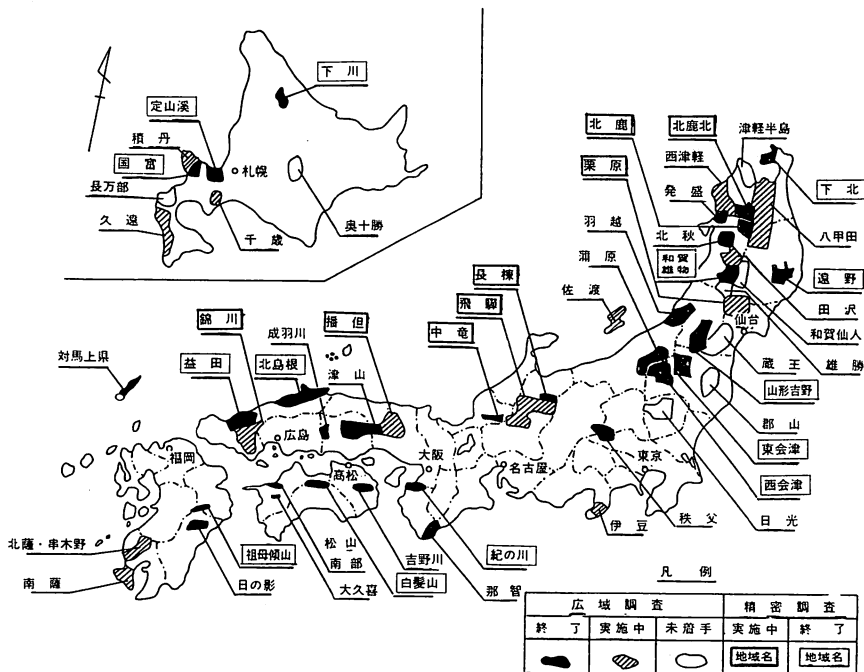 下川
定山渓
積丹
国富
札幌
長万部
久遠
千歳
奥十勝
北鹿
北鹿北
津軽半島
西津軽
栗原
発盛
下北
羽越
北秋
八甲田
蒲原
和賀
雄物
長棟
佐渡
遠野
飛騨
田沢
仙台
錦川
成羽川
播但
中竜
和賀仙人
対馬上県
益田
北島根
津山
蔵王
雄勝
山形吉野
広島
郡山
福岡
高松
大阪
名古屋
東京
東会津
西会津
北薩・串木野
祖母傾山
松山
南部
吉野川
紀の川
伊豆
秩父
日光
南薩
日の影
大久喜
白髪山
那智
凡例
広域調査 精密調査
終了 実施中 未着手 実施中 終了
地域名 地域名